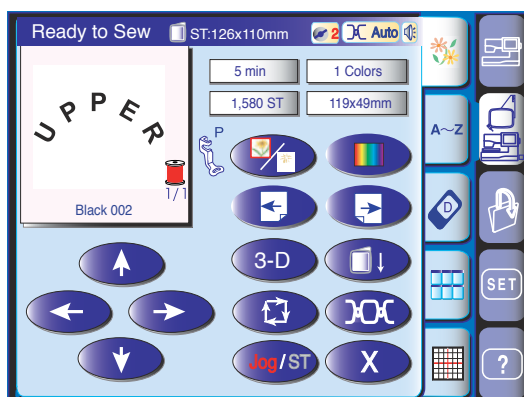 Ready to Sew ST:126x110mm 2 Auto
5 min 1 Colors
1,580 ST 119x49mm
UPPER
P
1/1
Black 002
A~Z
D
3-D
SET
Jog/ST X
?